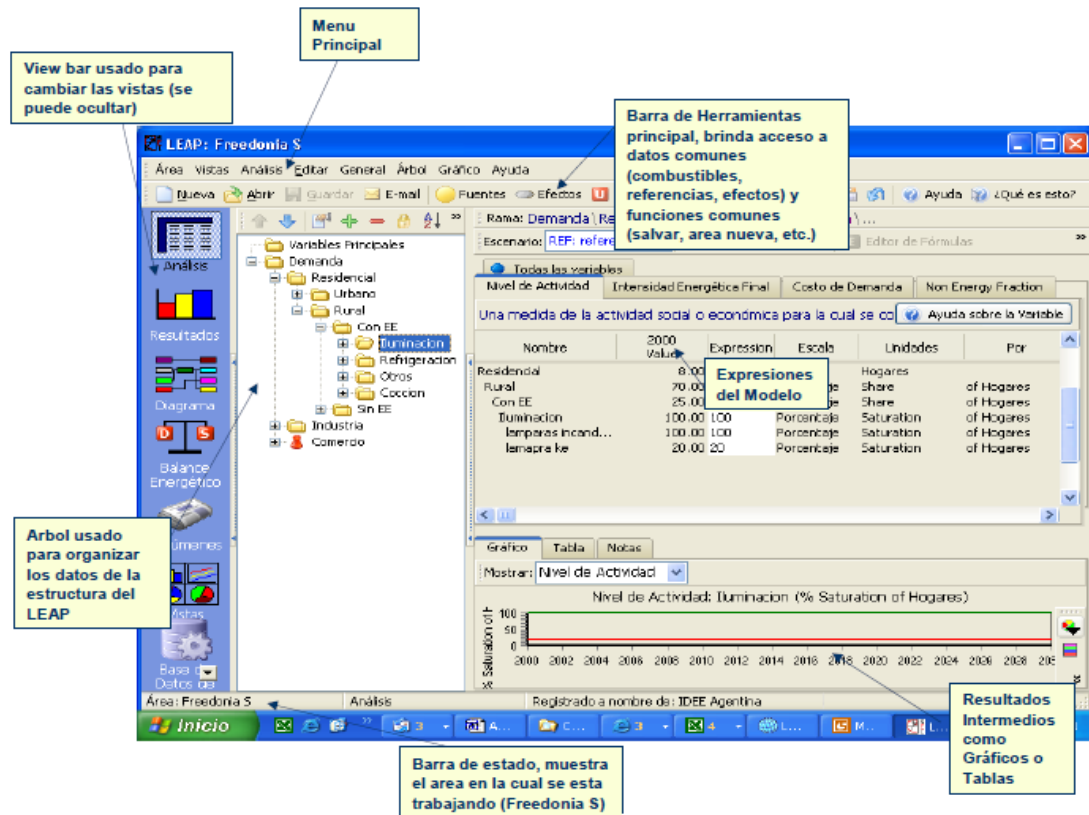 Menu
Principal
View bar usado para
cambiar las vistas (se
puede ocultar)
Barra de Herramientas
principal, brinda acceso a
datos comunes
(combustibles,
referencias, efectos) y
funciones comunes
(salvar, area nueva, etc.)
LEAP: Freedonia S
Área Vistas Análisis Editar General Árbol Gráfico Ayuda
Nueva Abrir Guardar E-mail Fuentes Efectos Ayuda ¿Qué es esto?
Rama: Demanda\
Escenario: REF: Editor de Fórmulas
Análisis
Resultados
Diagrama
Balance
Energético
Vistas
Base
Datos de
Variables Principales
Demanda
Residencial
Urbano
Rural
Con EE
Iluminacion
Refrigeracion
Otros
Coccion
Sin EE
Industria
Comercio
Todas las variables
Nivel de Actividad Intensidad Energética Final Costo de Demanda Non Energy Fraction
Una medida de la actividad social o económica para la cual se co Ayuda sobre la Variable
Nombre 2000 Value Expression Escala Unidades Por
Residencial 8.00 Hogares
Rural 70.00 Share of Hogares
Con EE 25.00 Share of Hogares
Iluminacion 100.00 100 Porcentaje Saturation of Hogares
lamparas incand... 100.00 100 Porcentaje Saturation of Hogares
lamapra ke 20.00 20 Porcentaje Saturation of Hogares
Expresiones
del Modelo
Arbol usado
para organizar
los datos de la
estructura del
LEAP
Gráfico Tabla Notas
Mostrar: Nivel de Actividad
Nivel de Actividad: Iluminacion (% Saturation of Hogares)
% Saturation of H
100
50
0
2000 2002 2004 2006 2008 2010 2012 2014 2016 2018 2020 2022 2024 2026 2028
Resultados
Intermedios
como
Gráficos o
Tablas
Área: Freedonia S Análisis Registrado a nombre de: IDEE Agentina
Inicio 3 A... C... 3 4 L... M... L...
Barra de estado, muestra
el area en la cual se esta
trabajando (Freedonia S)